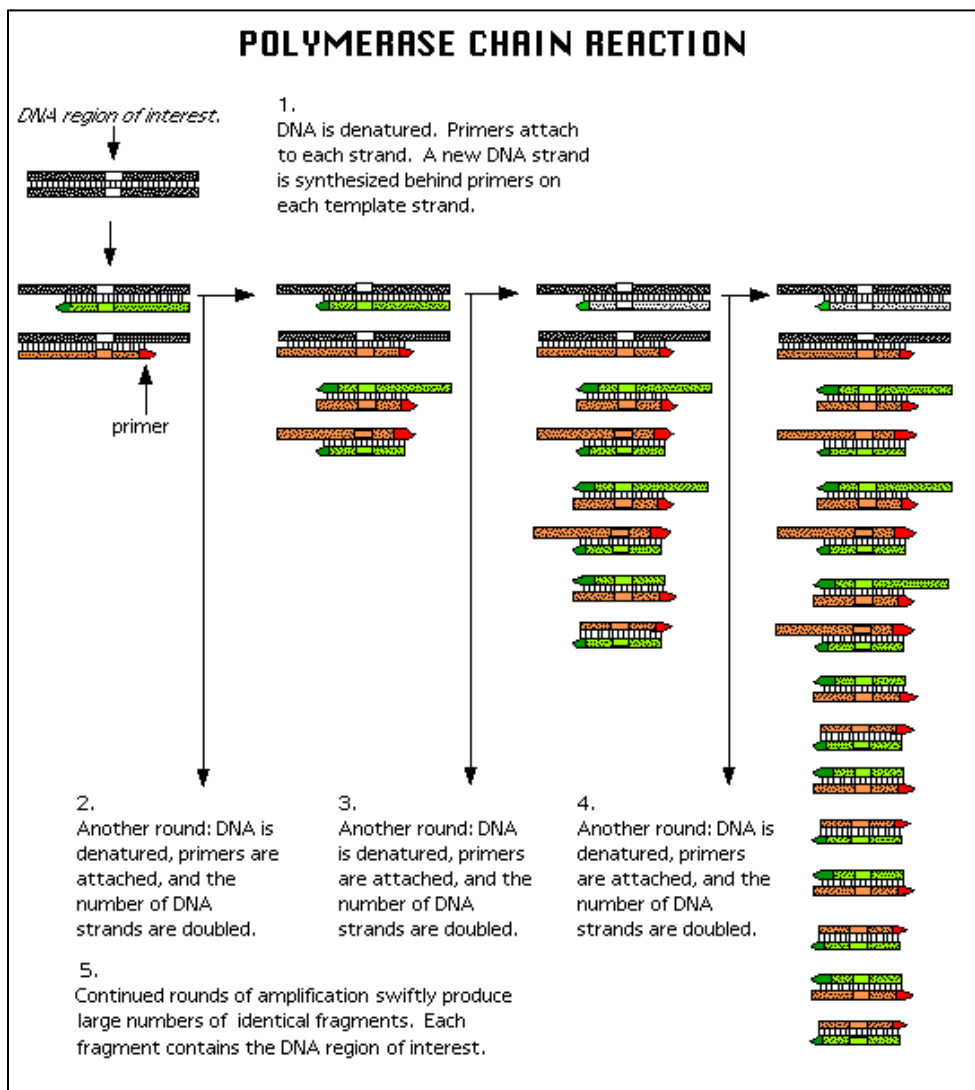 POLYMERASE CHAIN REACTION
DNA region of interest.
1.
DNA is denatured. Primers attach
to each strand. A new DNA strand
is synthesized behind primers on
each template strand.
primer
2.
Another round: DNA is
denatured, primers are
attached, and the
number of DNA
strands are doubled.
3.
Another round: DNA
is denatured, primers
are attached, and the
number of DNA
strands are doubled.
4.
Another round: DNA is
denatured, primers
are attached, and the
number of DNA
strands are doubled.
5.
Continued rounds of amplification swiftly produce
large numbers of identical fragments. Each
fragment contains the DNA region of interest.